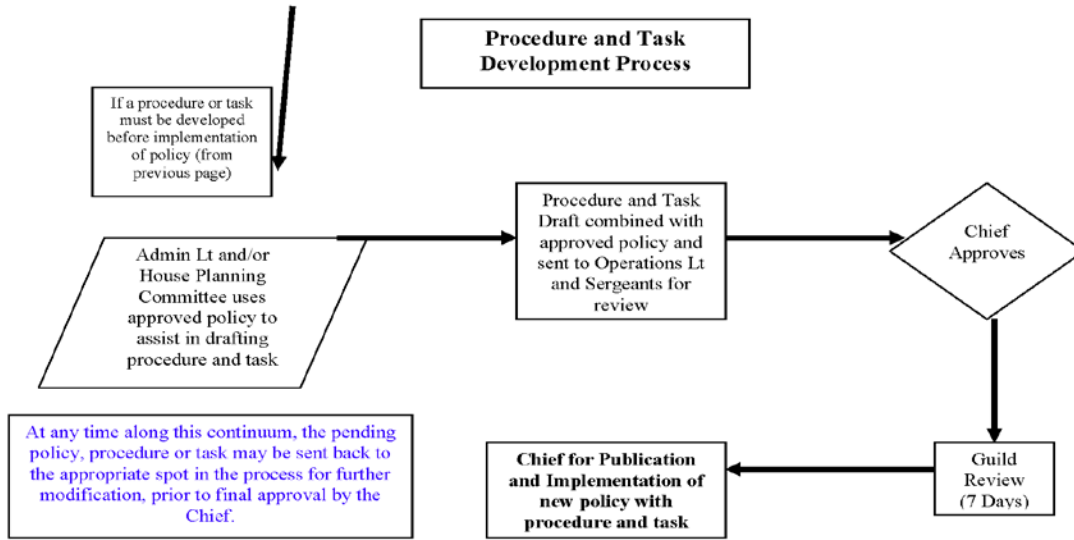 Procedure and Task
Development Process
If a procedure or task
must be developed
before implementation
of policy (from
previous page)
Admin Lt and/or
House Planning
Committee uses
approved policy to
assist in drafting
procedure and task
Procedure and Task
Draft combined with
approved policy and
sent to Operations Lt
and Sergeants for
review
Chief
Approves
Guild
Review
(7 Days)
Chief for Publication
and Implementation of
new policy with
procedure and task
At any time along this continuum, the pending
policy, procedure or task may be sent back to
the appropriate spot in the process for further
modification, prior to final approval by the
Chief.